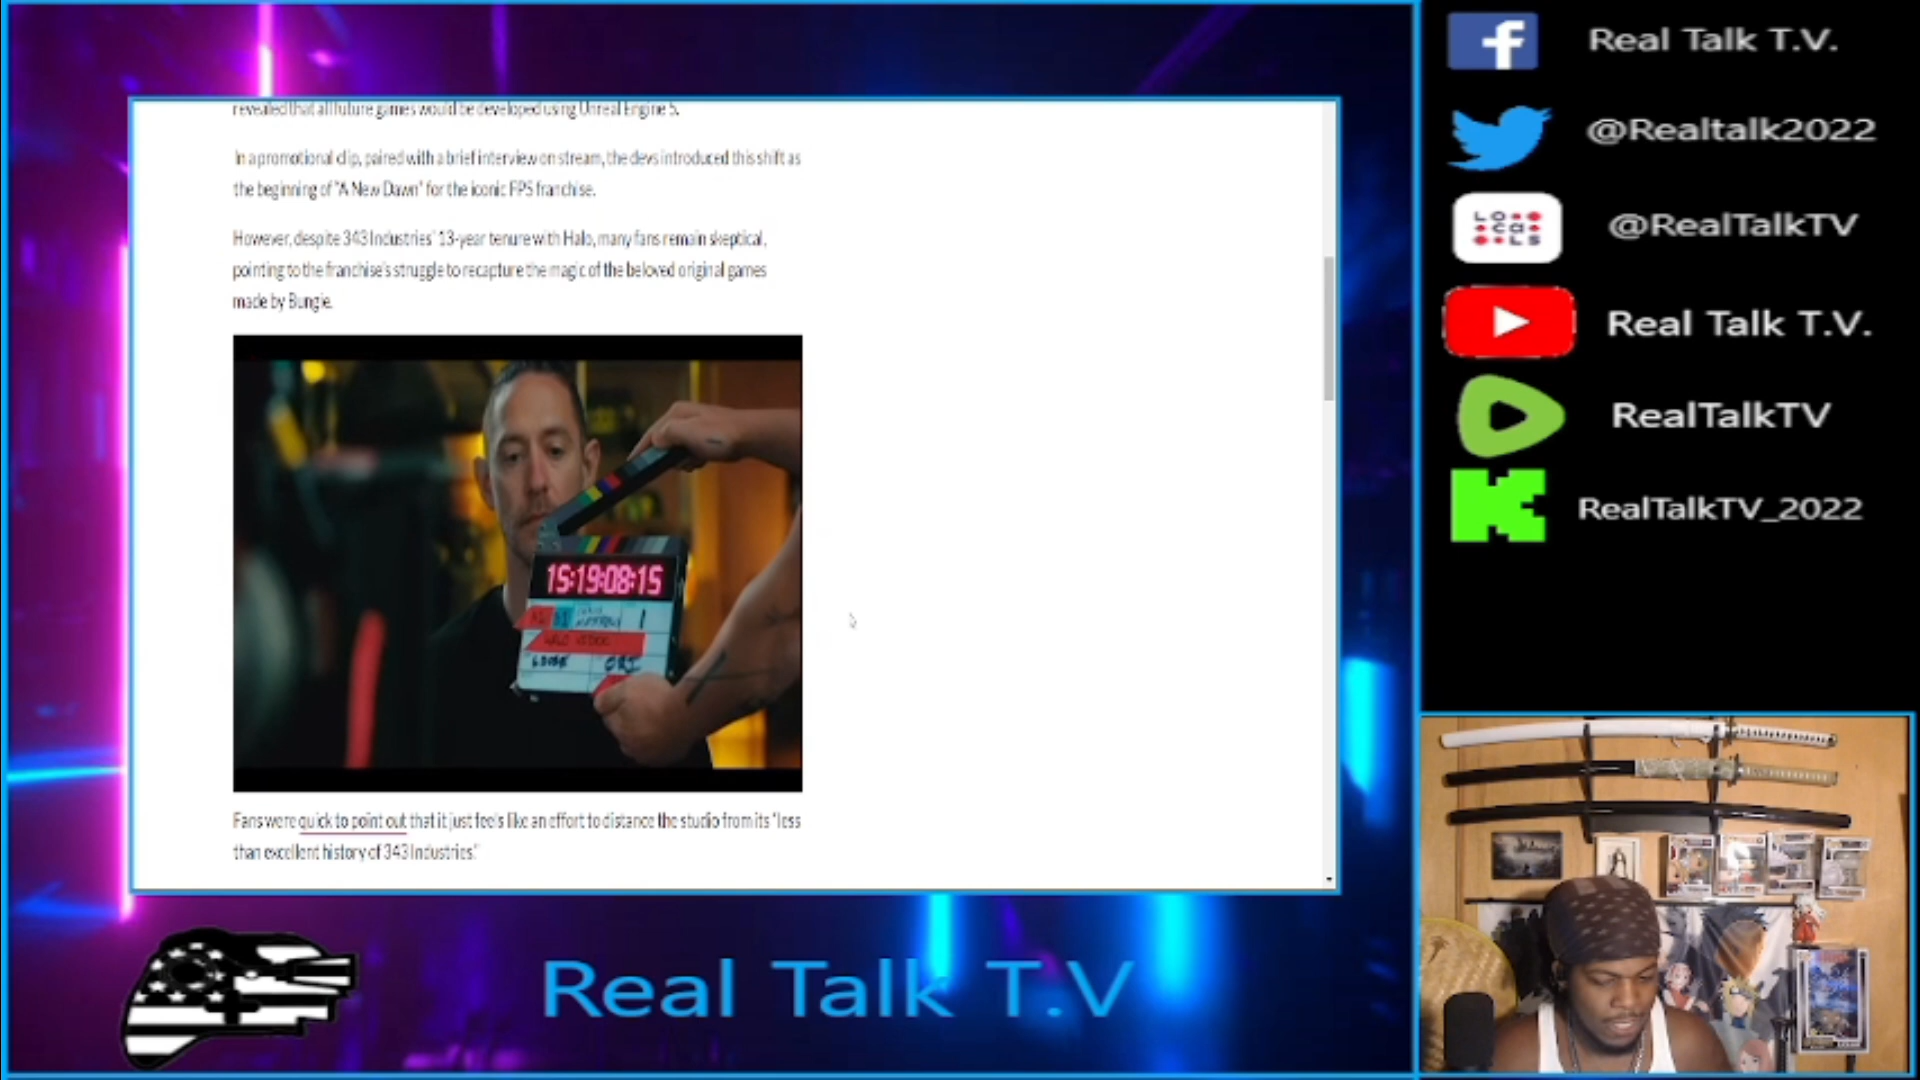 revealed that all future games would be developed using Unreal Engine 5.
In a promotional clip, paired with a brief interview on stream, the devs introduced this shift as
the beginning of "A New Dawn" for the iconic FPS franchise.
However, despite 343 Industries' 13-year tenure with Halo, many fans remain skeptical,
pointing to the franchise's struggle to recapture the magic of the beloved original games
made by Bungie.
15:19:08:15
1
Fans were quick to point out that it just feels like an effort to distance the studio from its "less
than excellent history of 343 Industries."
Real Talk T.V
f Real Talk T.V.
@Realtalk2022
LOCALS @RealTalkTV
Real Talk T.V.
RealTalkTV
K RealTalkTV_2022